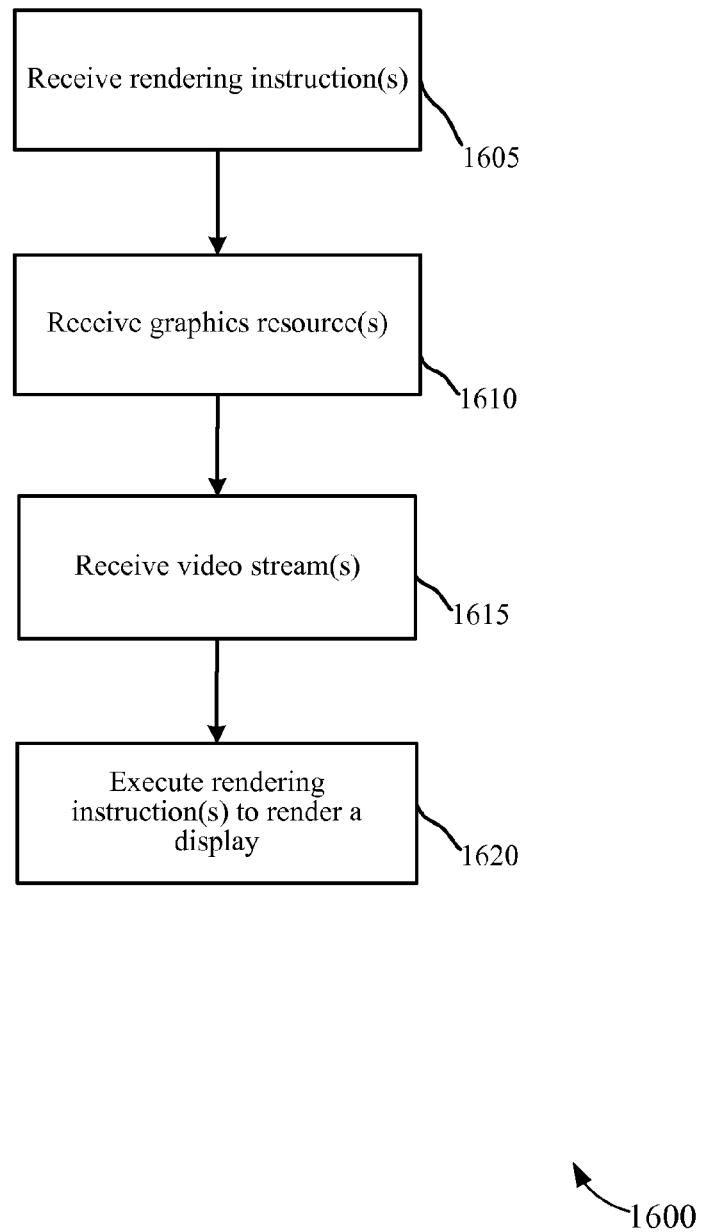 Receive rendering instruction(s)
1605
Receive graphics resource(s)
1610
Receive video stream(s)
1615
Execute rendering
instruction(s) to render a
display
1620
1600